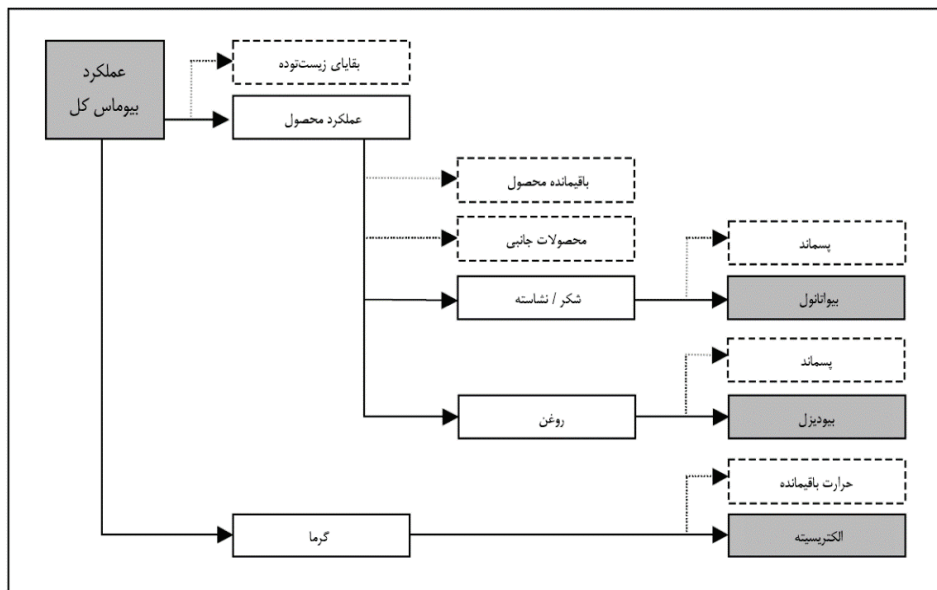 عملکرد
بیوماس کل
بقایای زیست‌توده
عملکرد محصول
باقیمانده محصول
محصولات جانبی
پسماند
شکر / نشاسته
بیواتانول
پسماند
روغن
بیودیزل
حرارت باقیمانده
گرما
الکتریسیته